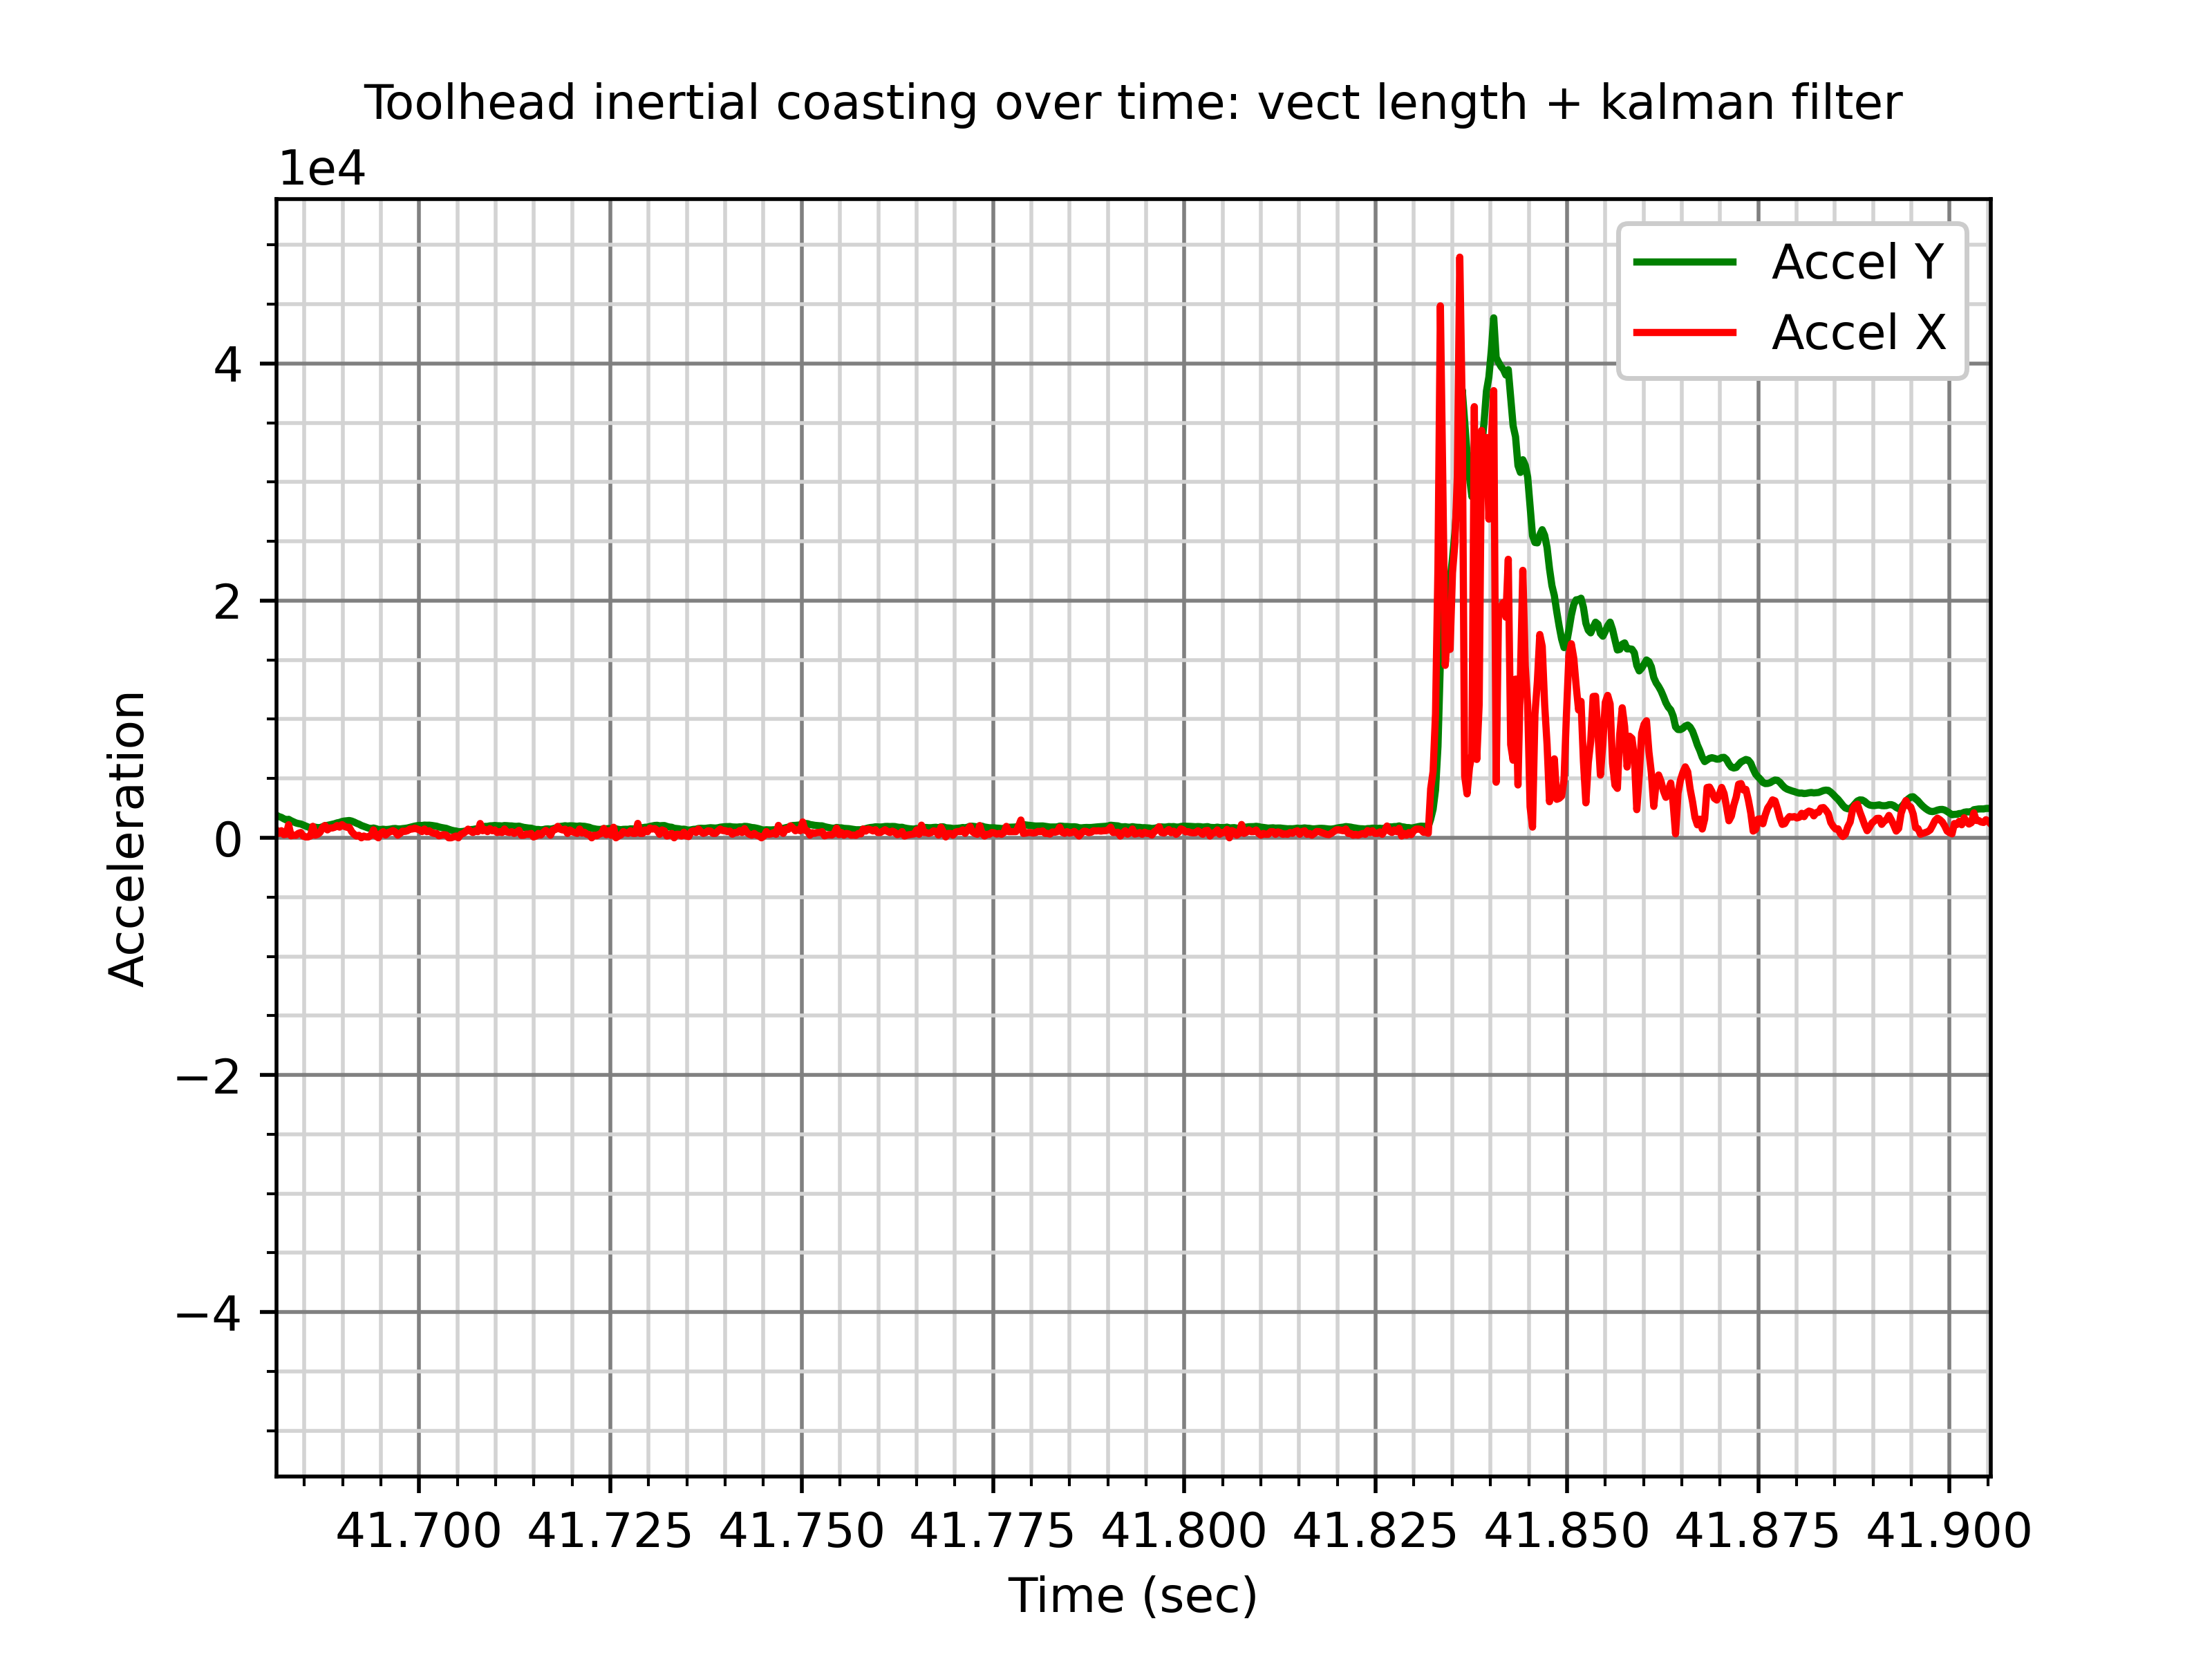 Toolhead inertial coasting over time: vect length + kalman filter
1e4
Accel Y
Accel X
4
2
0
−2
−4
Acceleration
41.700 41.725 41.750 41.775 41.800 41.825 41.850 41.875 41.900
Time (sec)